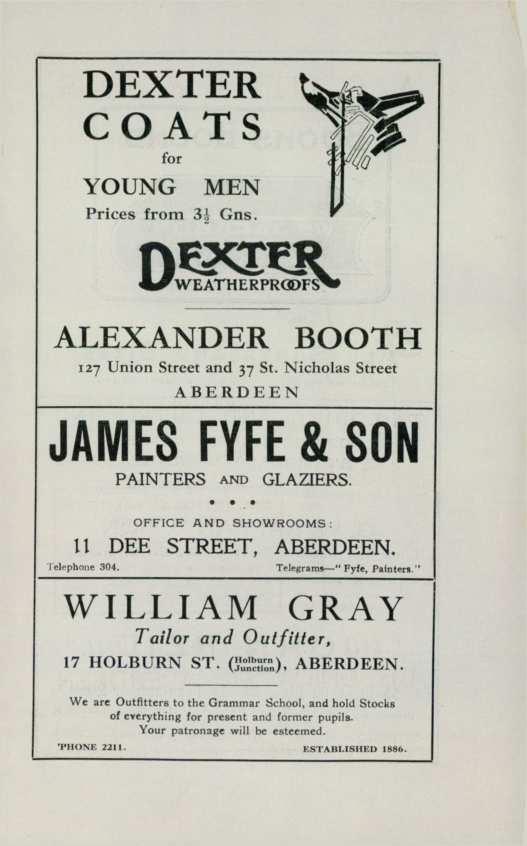 DEXTER
COATS
for
YOUNG MEN
Prices from 3½ Gns.
DEXTER
WEATHERPROOFS
ALEXANDER BOOTH
127 Union Street and 37 St. Nicholas Street
ABERDEEN
JAMES FYFE & SON
PAINTERS AND GLAZIERS.
OFFICE AND SHOWROOMS:
11 DEE STREET, ABERDEEN.
Telephone 304. Telegrams—"Fyfe, Painters."
WILLIAM GRAY
Tailor and Outfitter,
17 HOLBURN ST. (Holburn Junction), ABERDEEN.
We are Outfitters to the Grammar School, and hold Stocks
of everything for present and former pupils.
Your patronage will be esteemed.
'PHONE 2211. ESTABLISHED 1886.